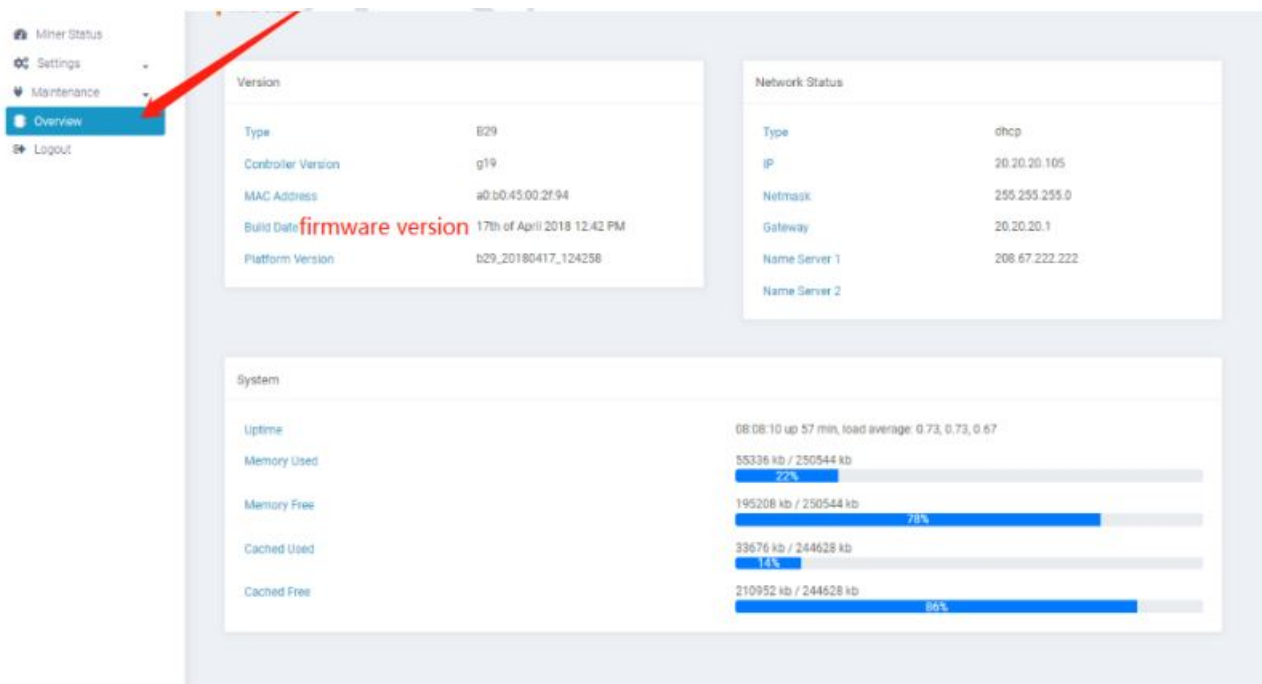 Miner Status
Settings
Maintenance
Overview
Logout
Version
Type B29
Controller Version g19
MAC Address a0:b0:45:00:2f:94
Build Date firmware version 17th of April 2018 12:42 PM
Platform Version b29_20180417_124258
Network Status
Type dhcp
IP 20.20.20.105
Netmask 255.255.255.0
Gateway 20.20.20.1
Name Server 1 208.67.222.222
Name Server 2
System
Uptime 08:08:10 up 57 min, load average: 0.73, 0.73, 0.67
Memory Used 55336 kb / 250544 kb
22%
Memory Free 195208 kb / 250544 kb
78%
Cached Used 33676 kb / 244628 kb
14%
Cached Free 210952 kb / 244628 kb
86%